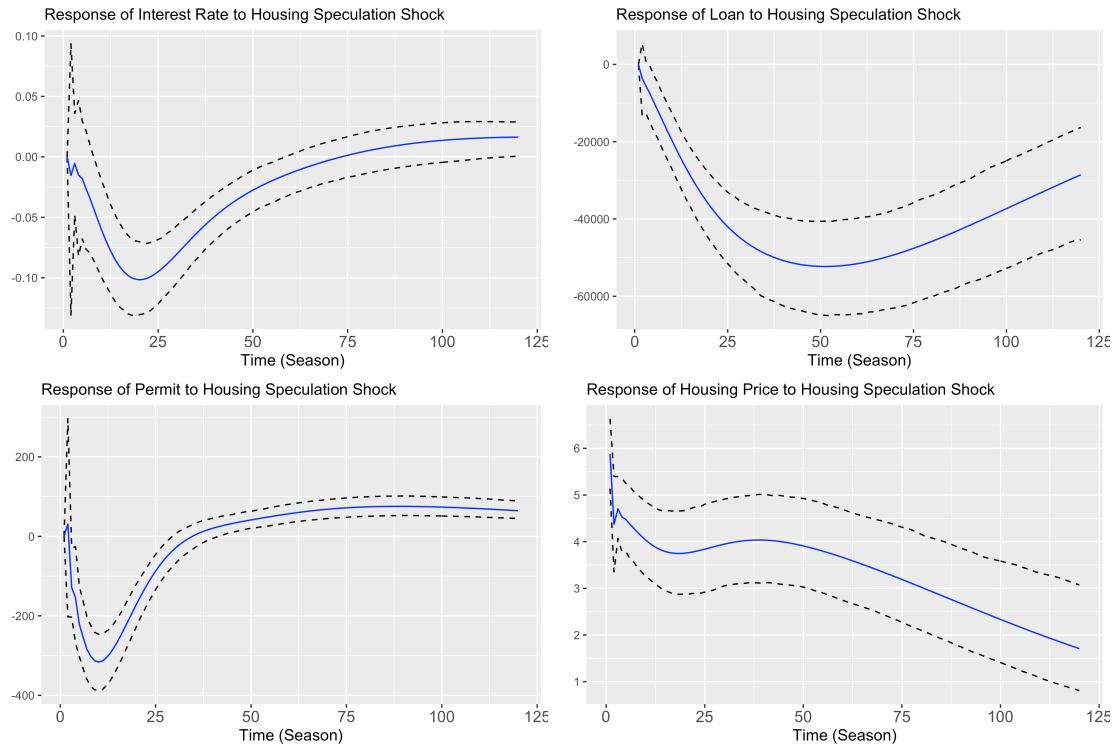 Response of Interest Rate to Housing Speculation Shock
0.10
0.05
0.00
-0.05
-0.10
0 25 50 75 100 125
Time (Season)
Response of Loan to Housing Speculation Shock
0
-20000
-40000
-60000
0 25 50 75 100 125
Time (Season)
Response of Permit to Housing Speculation Shock
200
0
-200
-400
0 25 50 75 100 125
Time (Season)
Response of Housing Price to Housing Speculation Shock
6
5
4
3
2
1
0 25 50 75 100 125
Time (Season)